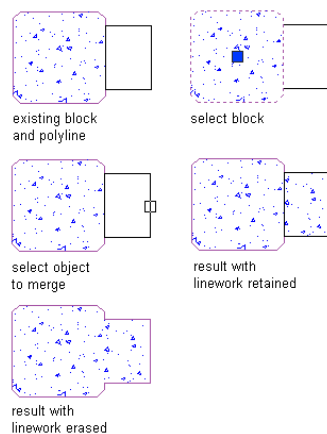 existing block
and polyline
select block
select object
to merge
result with
linework retained
result with
linework erased